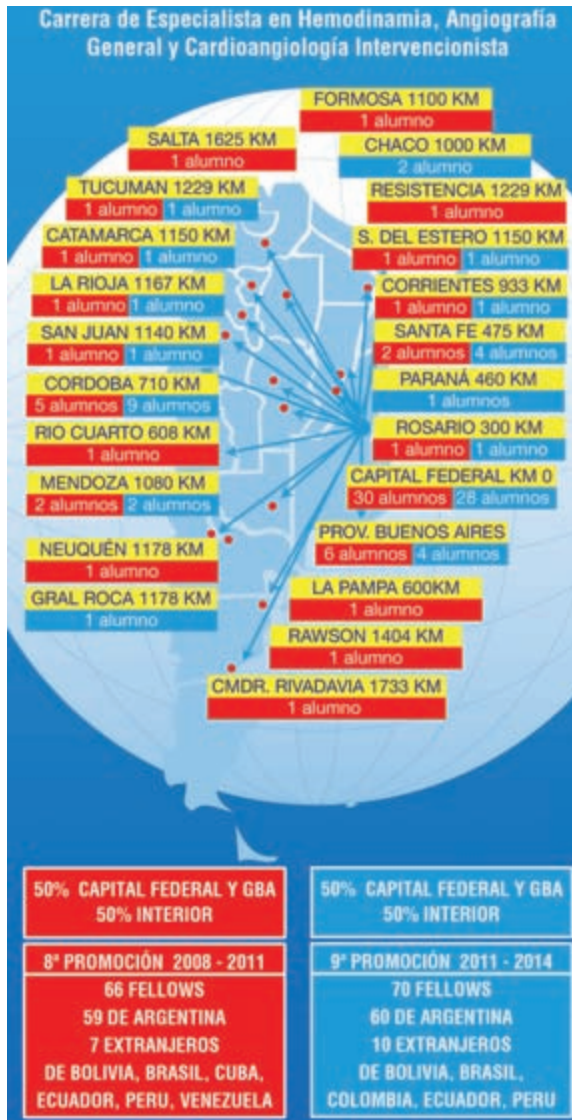 Carrera de Especialista en Hemodinamia, Angiografía
General y Cardioangiología Intervencionista
FORMOSA 1100 KM
1 alumno
SALTA 1625 KM
1 alumno
CHACO 1000 KM
2 alumno
TUCUMAN 1229 KM
1 alumno 1 alumno
RESISTENCIA 1229 KM
1 alumno
CATAMARCA 1150 KM
1 alumno 1 alumno
S. DEL ESTERO 1150 KM
1 alumno 1 alumno
LA RIOJA 1167 KM
1 alumno 1 alumno
CORRIENTES 933 KM
1 alumno 1 alumno
SAN JUAN 1140 KM
1 alumno 1 alumno
SANTA FE 475 KM
2 alumnos 4 alumnos
CORDOBA 710 KM
5 alumnos 9 alumnos
PARANÁ 460 KM
1 alumnos
RIO CUARTO 608 KM
1 alumno
ROSARIO 300 KM
1 alumno 1 alumno
MENDOZA 1080 KM
2 alumnos 2 alumnos
CAPITAL FEDERAL KM 0
30 alumnos 28 alumnos
NEUQUÉN 1178 KM
1 alumno
PROV. BUENOS AIRES
6 alumnos 4 alumnos
GRAL ROCA 1178 KM
1 alumno
LA PAMPA 600KM
1 alumno
RAWSON 1404 KM
1 alumno
CMDR. RIVADAVIA 1733 KM
1 alumno
50% CAPITAL FEDERAL Y GBA
50% INTERIOR
8ª PROMOCIÓN 2008 - 2011
66 FELLOWS
59 DE ARGENTINA
7 EXTRANJEROS
DE BOLIVIA, BRASIL, CUBA,
ECUADOR, PERU, VENEZUELA
50% CAPITAL FEDERAL Y GBA
50% INTERIOR
9ª PROMOCIÓN 2011 - 2014
70 FELLOWS
60 DE ARGENTINA
10 EXTRANJEROS
DE BOLIVIA, BRASIL,
COLOMBIA, ECUADOR, PERU